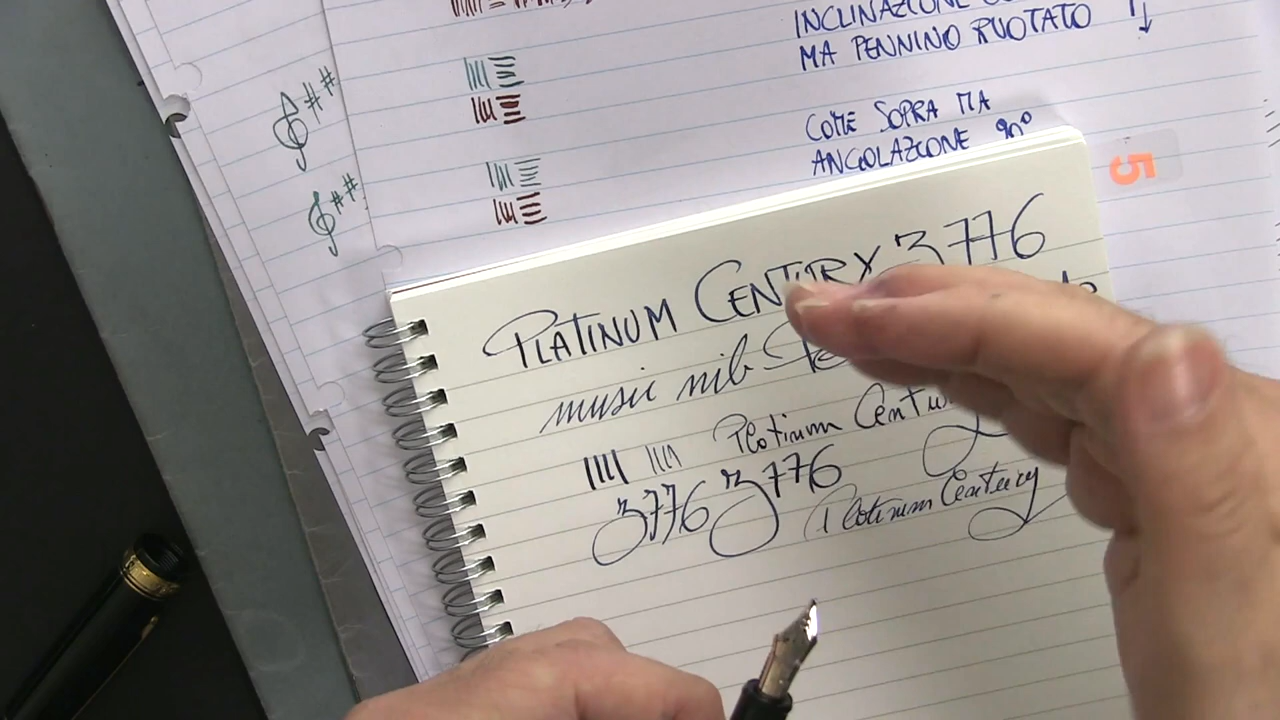 INCLINAZIONE
MA PENNINO RUOTATO
COME SOPRA MA
ANGOLAZIONE 90°
5
PLATINUM CENTURY 3776
music nib
Platinum Century
3776 3776
Platinum Century